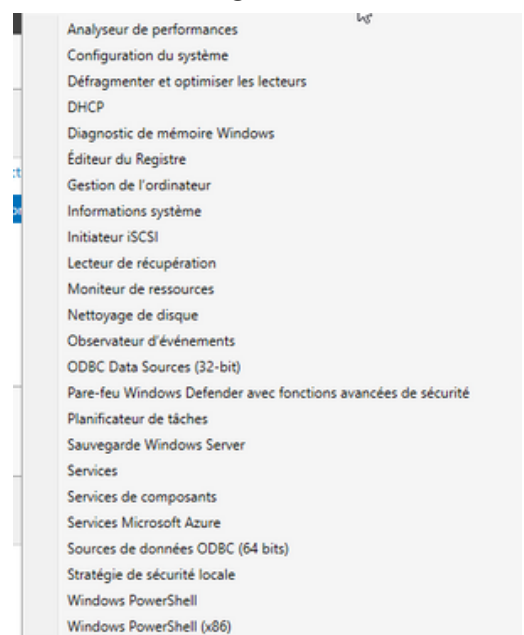 Analyseur de performances
Configuration du système
Défragmenter et optimiser les lecteurs
DHCP
Diagnostic de mémoire Windows
Éditeur du Registre
Gestion de l'ordinateur
Informations système
Initiateur iSCSI
Lecteur de récupération
Moniteur de ressources
Nettoyage de disque
Observateur d'événements
ODBC Data Sources (32-bit)
Pare-feu Windows Defender avec fonctions avancées de sécurité
Planificateur de tâches
Sauvegarde Windows Server
Services
Services de composants
Services Microsoft Azure
Sources de données ODBC (64 bits)
Stratégie de sécurité locale
Windows PowerShell
Windows PowerShell (x86)